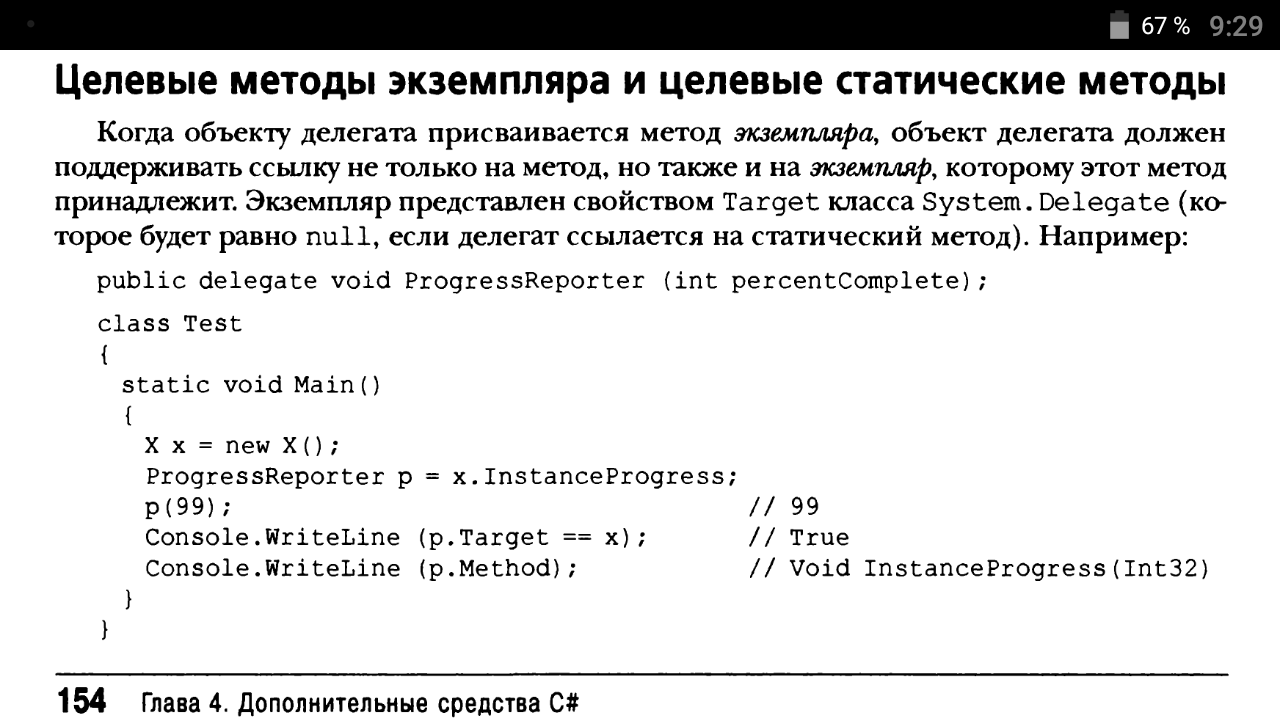 67 % 9:29
Целевые методы экземпляра и целевые статические методы
Когда объекту делегата присваивается метод экземпляра, объект делегата должен
поддерживать ссылку не только на метод, но также и на экземпляр, которому этот метод
принадлежит. Экземпляр представлен свойством Target класса System.Delegate (ко-
торое будет равно null, если делегат ссылается на статический метод). Например:
public delegate void ProgressReporter (int percentComplete);
class Test
{
static void Main()
{
X x = new X();
ProgressReporter p = x.InstanceProgress;
p(99); // 99
Console.WriteLine (p.Target == x); // True
Console.WriteLine (p.Method); // Void InstanceProgress(Int32)
}
}
154 Глава 4. Дополнительные средства C#